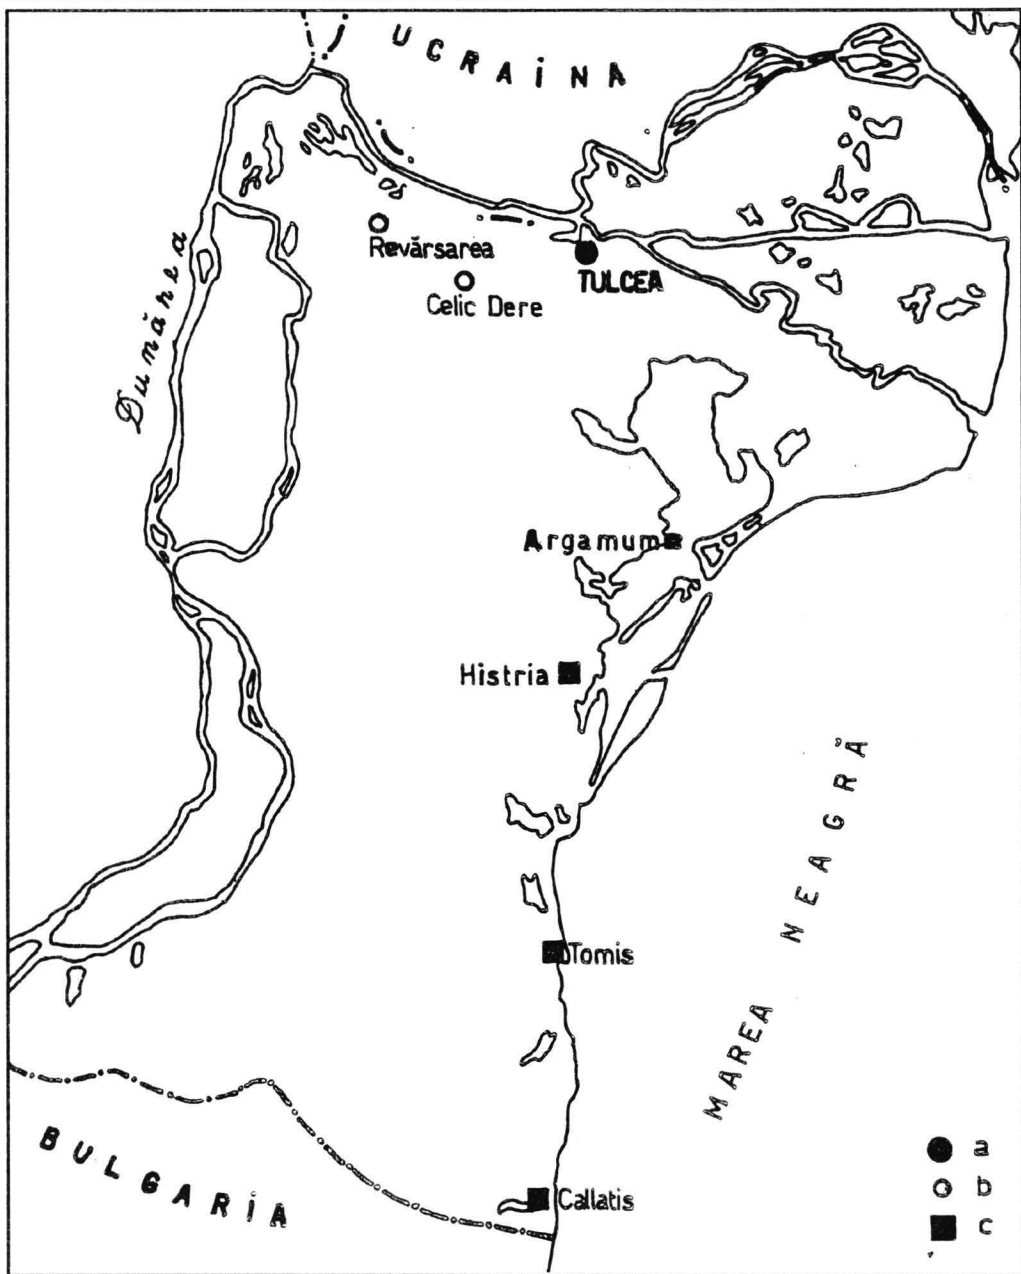 UCRAINA
Dunărea
Revărsarea
Celic Dere
TULCEA
Argamum
Histria
MAREA NEAGRĂ
Tomis
BULGARIA
Callatis
a
b
c